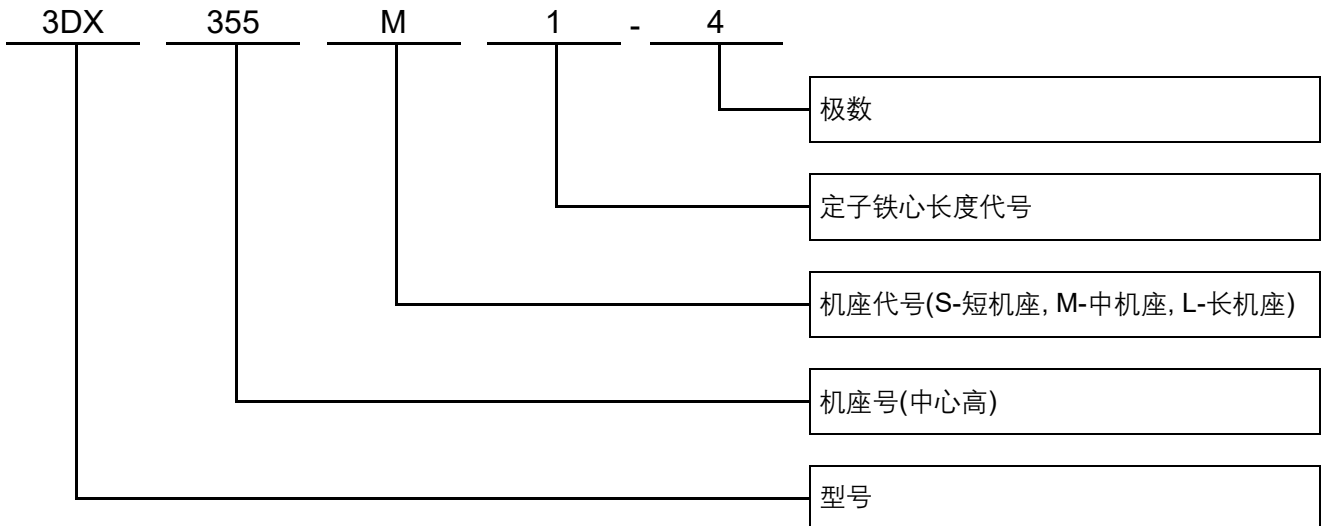 3DX 355 M 1 - 4
极数
定子铁心长度代号
机座代号(S-短机座, M-中机座, L-长机座)
机座号(中心高)
型号